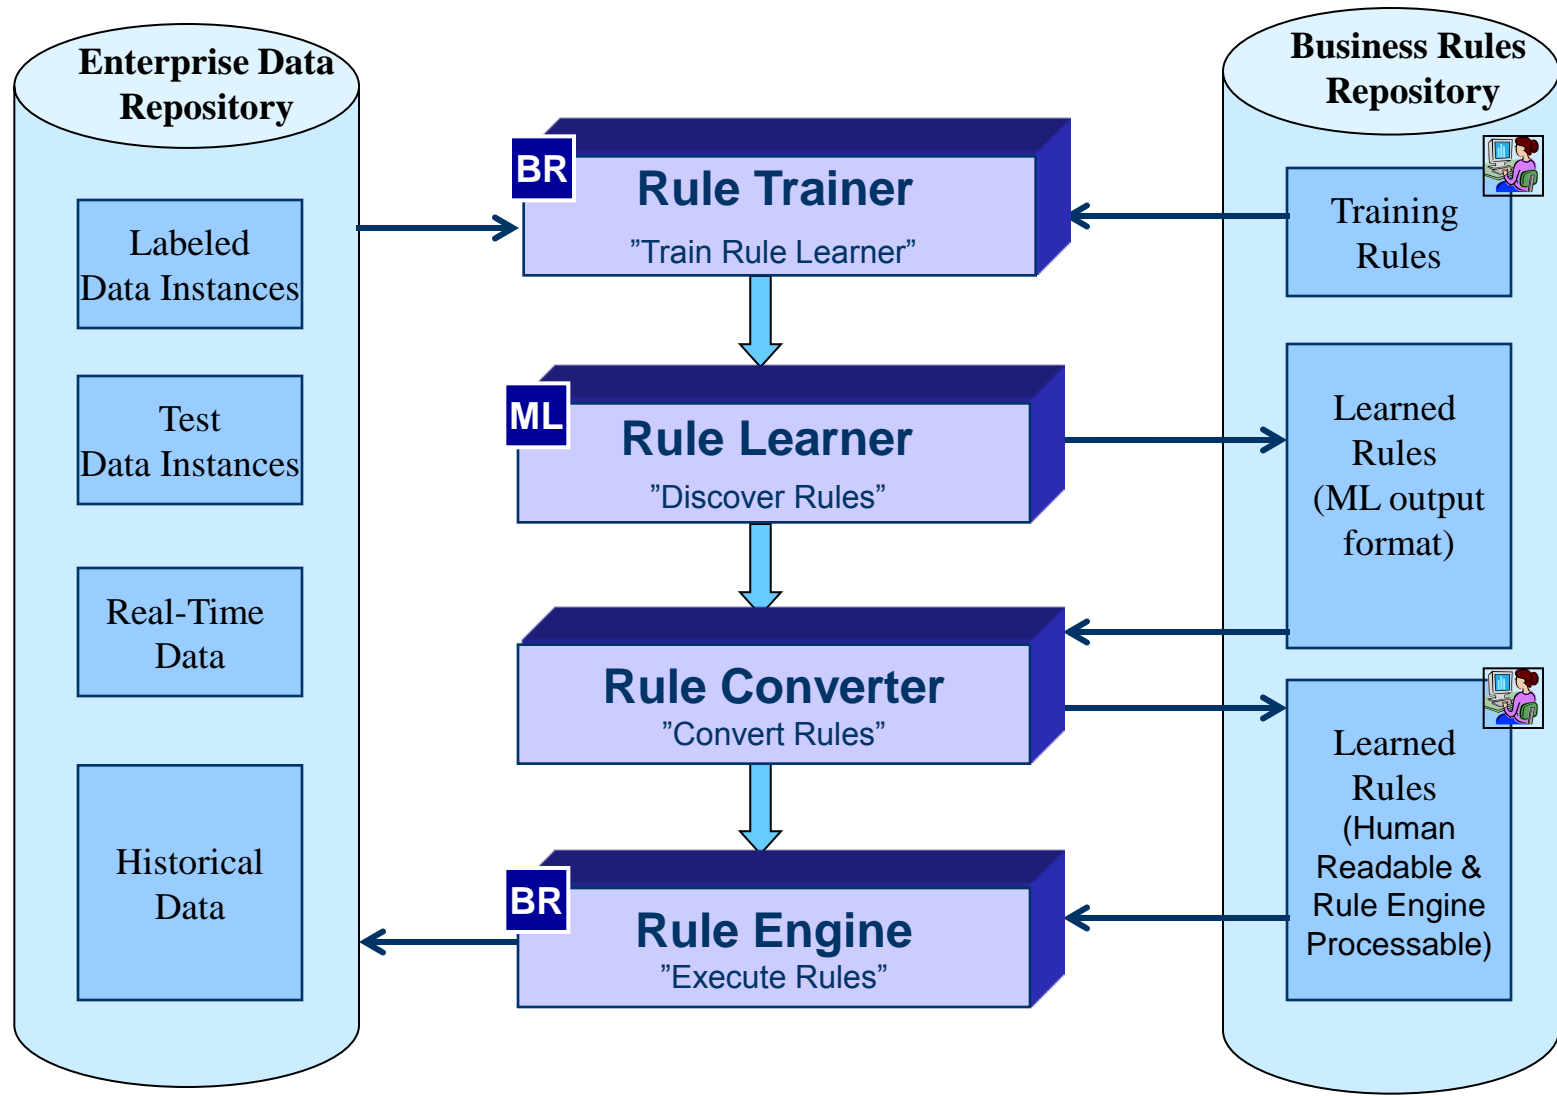 Enterprise Data
Repository
Labeled
Data Instances
Test
Data Instances
Real-Time
Data
Historical
Data
BR
Rule Trainer
”Train Rule Learner”
ML
Rule Learner
”Discover Rules”
Rule Converter
”Convert Rules”
BR
Rule Engine
”Execute Rules”
Business Rules
Repository
Training
Rules
Learned
Rules
(ML output
format)
Learned
Rules
(Human
Readable &
Rule Engine
Processable)